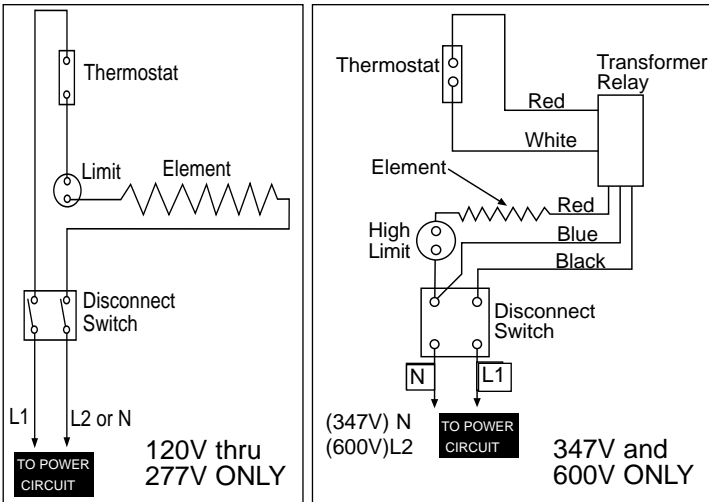 Thermostat
Limit
Element
Disconnect
Switch
L1
L2 or N
TO POWER
CIRCUIT
120V thru
277V ONLY
Thermostat
Transformer
Relay
Red
White
Element
Red
High
Limit
Blue
Black
Disconnect
Switch
N
L1
(347V) N
(600V)L2
TO POWER
CIRCUIT
347V and
600V ONLY